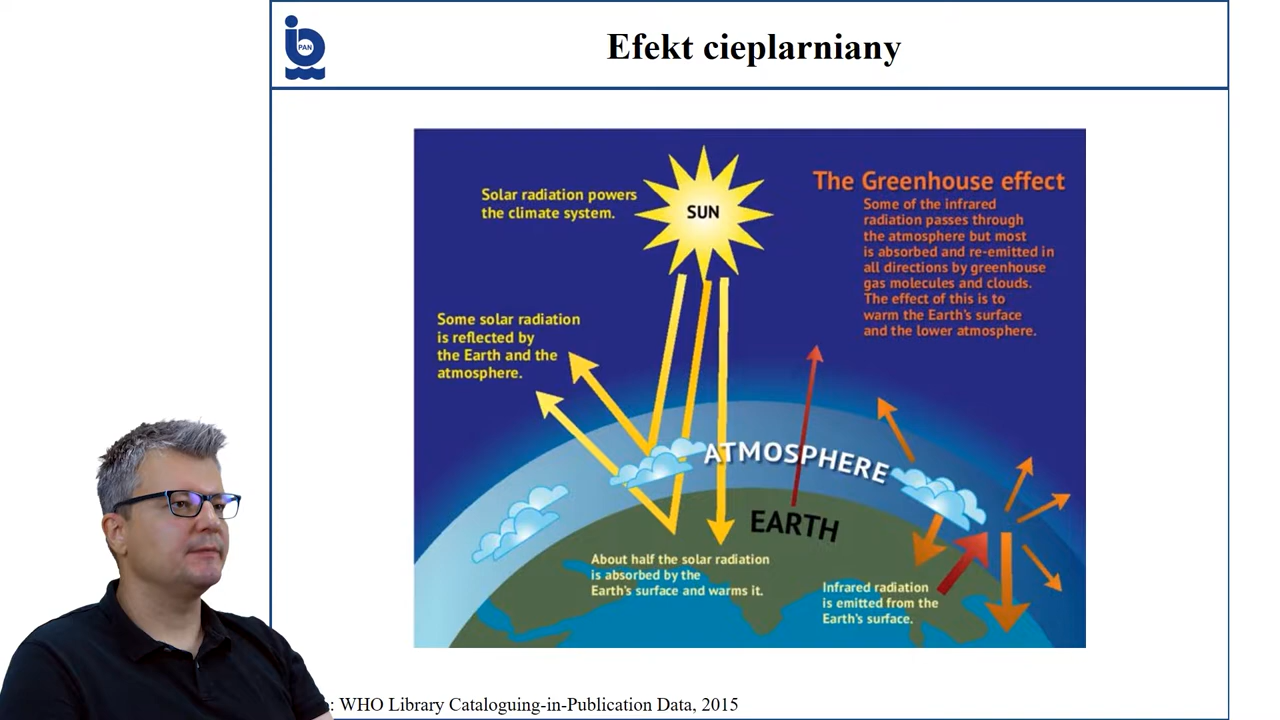 PAN
Efekt cieplarniany
Solar radiation powers
the climate system.
SUN
The Greenhouse effect
Some of the infrared
radiation passes through
the atmosphere but most
is absorbed and re-emitted in
all directions by greenhouse
gas molecules and clouds.
The effect of this is to
warm the Earth's surface
and the lower atmosphere.
Some solar radiation
is reflected by
the Earth and the
atmosphere.
ATMOSPHERE
EARTH
About half the solar radiation
is absorbed by the
Earth's surface and warms it.
Infrared radiation
is emitted from the
Earth's surface.
: WHO Library Cataloguing-in-Publication Data, 2015